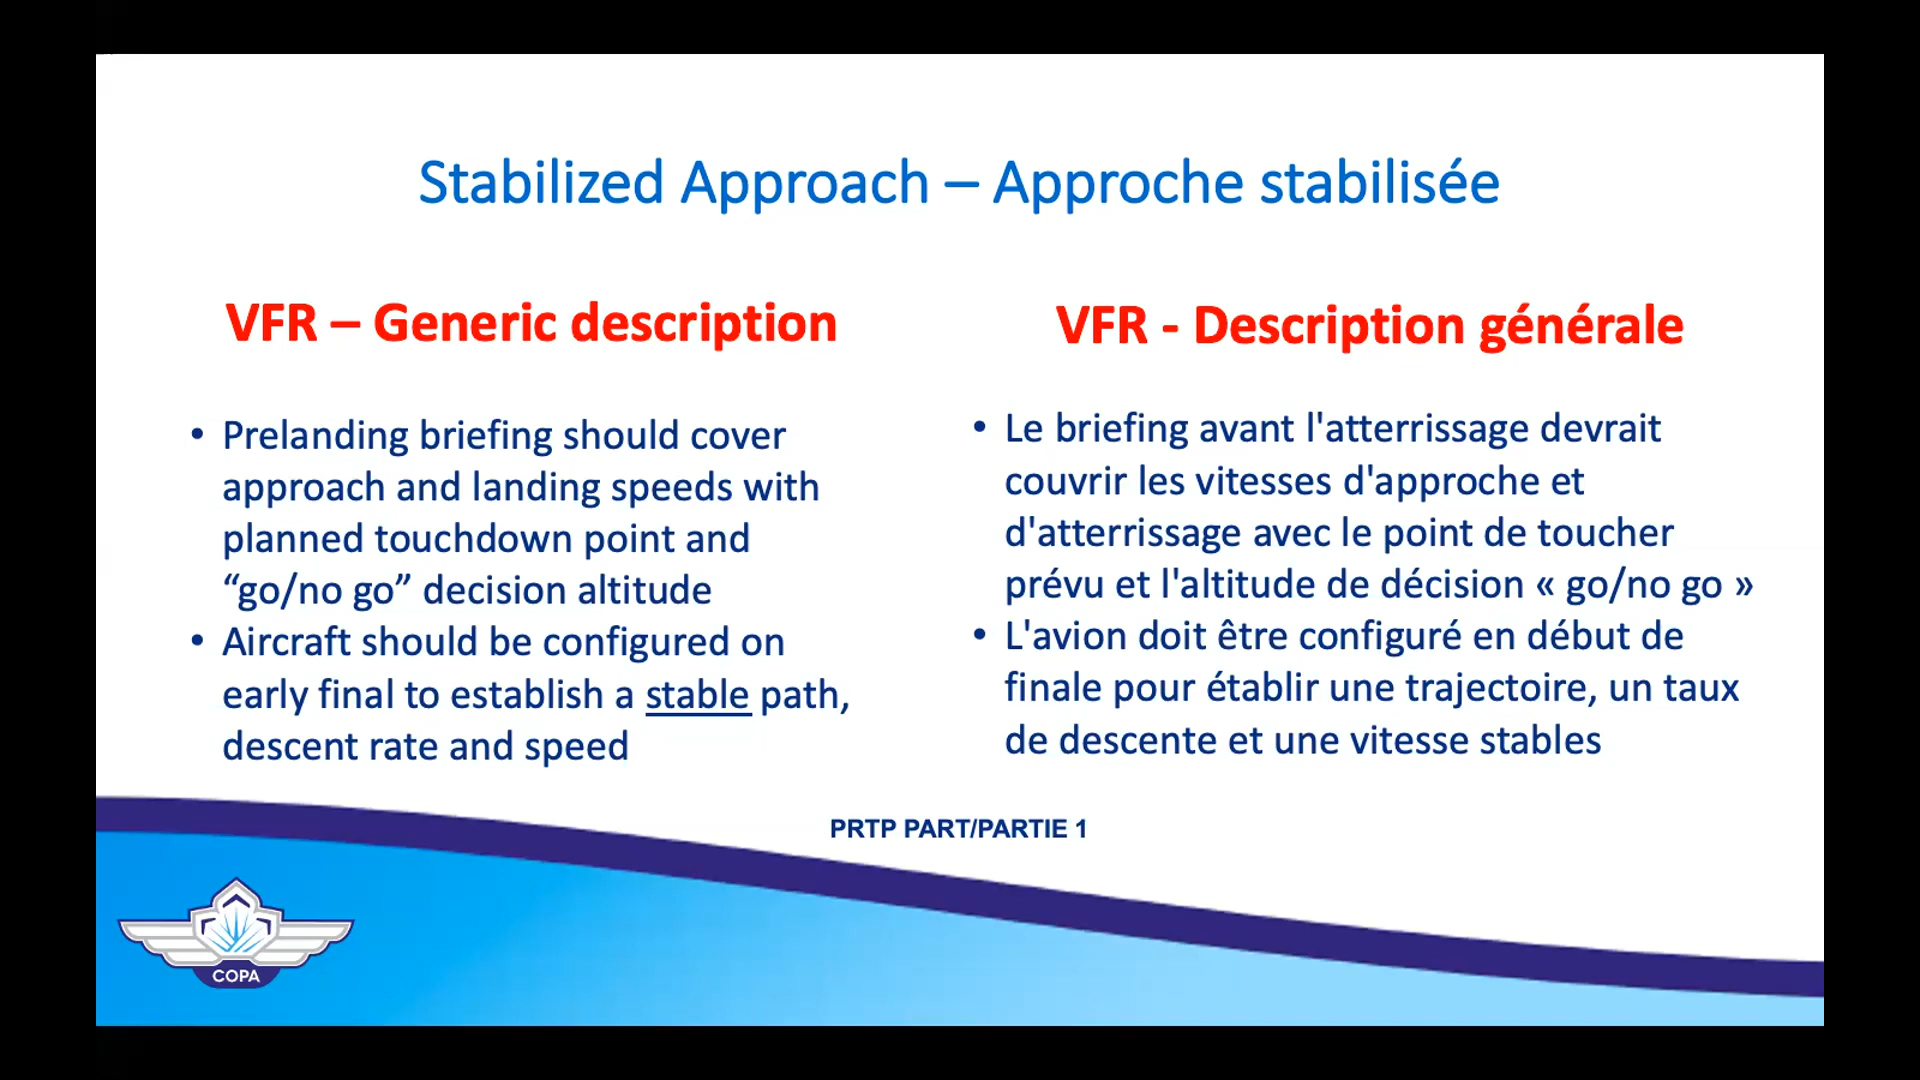 Stabilized Approach – Approche stabilisée
VFR – Generic description
• Prelanding briefing should cover
approach and landing speeds with
planned touchdown point and
“go/no go” decision altitude
• Aircraft should be configured on
early final to establish a stable path,
descent rate and speed
VFR - Description générale
• Le briefing avant l'atterrissage devrait
couvrir les vitesses d'approche et
d'atterrissage avec le point de toucher
prévu et l'altitude de décision « go/no go »
• L'avion doit être configuré en début de
finale pour établir une trajectoire, un taux
de descente et une vitesse stables
PRTP PART/PARTIE 1
COPA